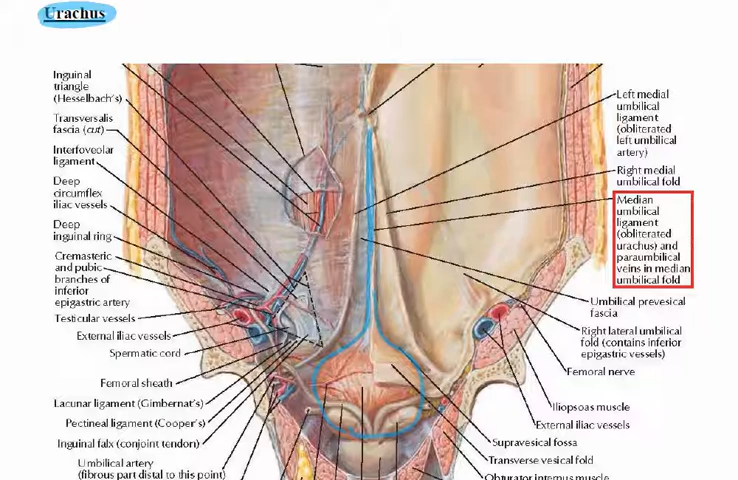 Urachus
Inguinal
triangle
(Hesselbach's)
Transversalis
fascia (cut)
Interfoveolar
ligament
Deep
circumflex
iliac vessels
Deep
inguinal ring
Cremasteric
and pubic
branches of
inferior
epigastric artery
Testicular vessels
External iliac vessels
Spermatic cord
Femoral sheath
Lacunar ligament (Gimbernat's)
Pectineal ligament (Cooper's)
Inguinal falx (conjoint tendon)
Umbilical artery
(fibrous part distal to this point)
Left medial
umbilical
ligament
(obliterated
left umbilical
artery)
Right medial
umbilical fold
Median
umbilical
ligament
(obliterated
urachus) and
paraumbilical
veins in median
umbilical fold
Umbilical prevesical
fascia
Right lateral umbilical
fold (contains inferior
epigastric vessels)
Femoral nerve
Iliopsoas muscle
External iliac vessels
Supravesical fossa
Transverse vesical fold
Obturator internus muscle